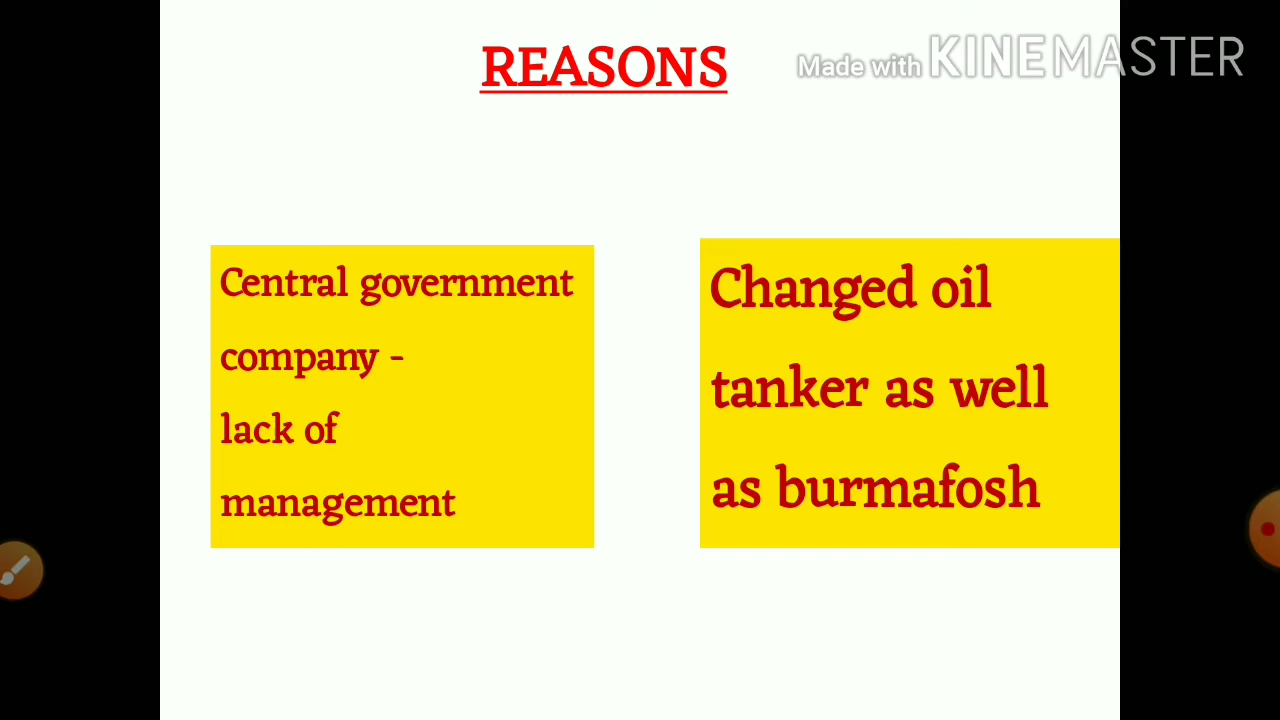 REASONS
Made with KINEMASTER
Central government
company -
lack of
management
Changed oil
tanker as well
as burmafosh